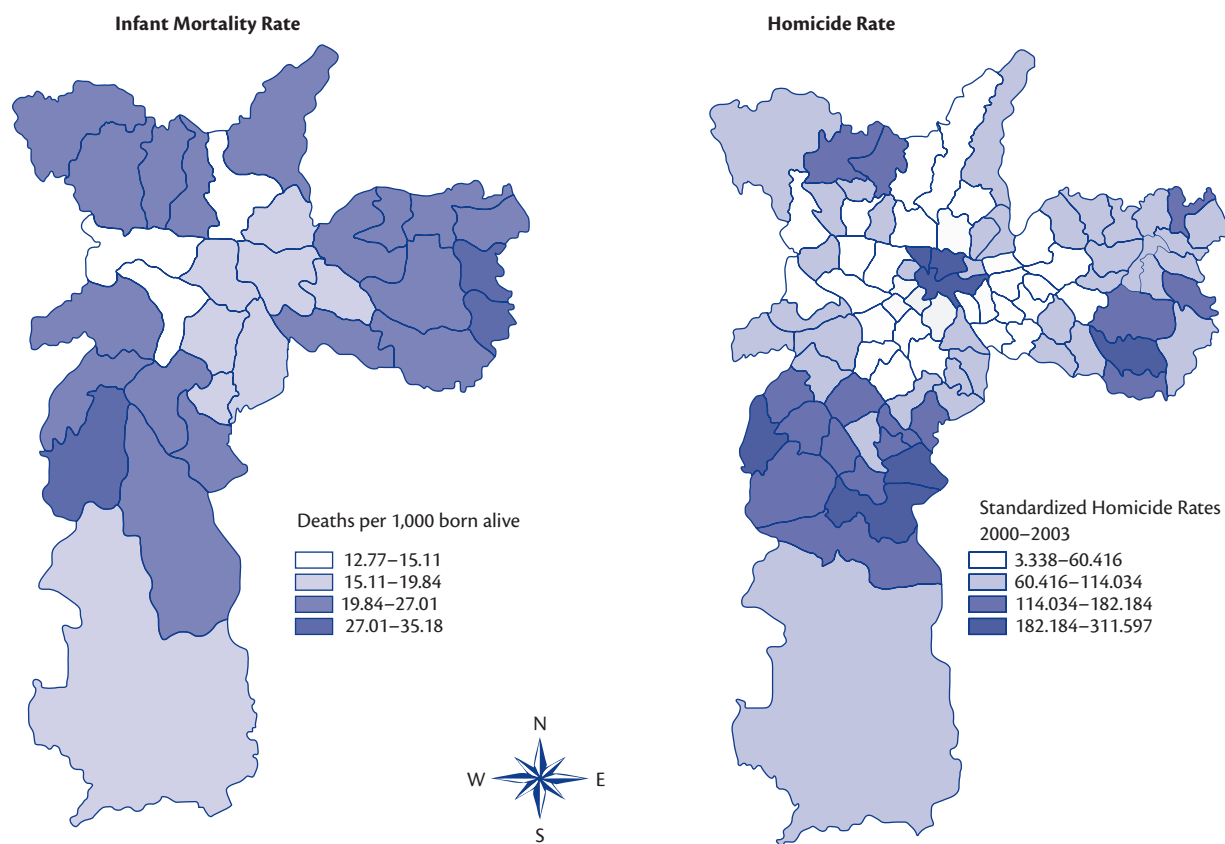 Infant Mortality Rate
Homicide Rate
Deaths per 1,000 born alive
12.77–15.11
15.11–19.84
19.84–27.01
27.01–35.18
Standardized Homicide Rates
2000–2003
3.338–60.416
60.416–114.034
114.034–182.184
182.184–311.597
N
W
E
S